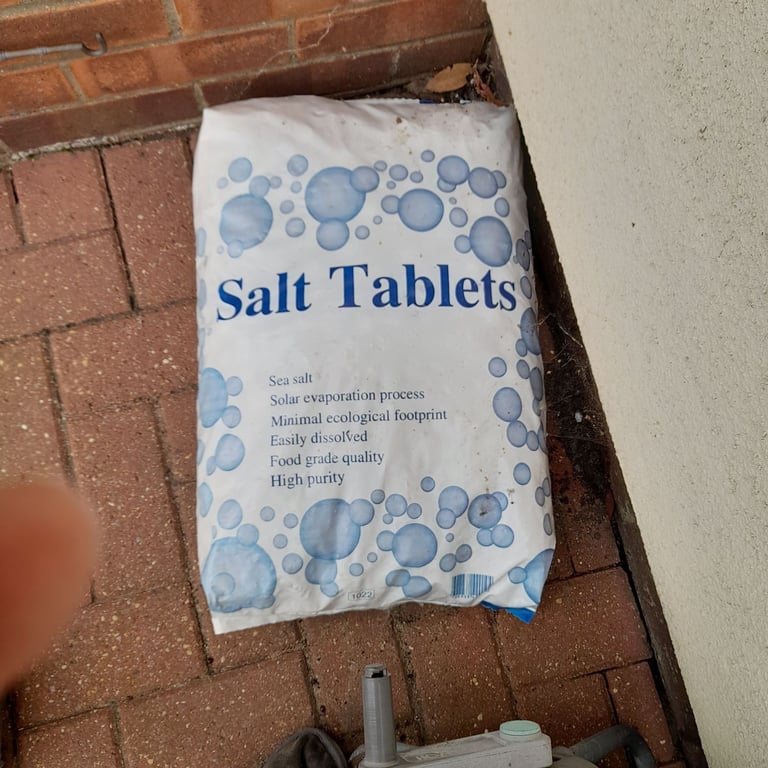 Salt Tablets
Sea salt
Solar evaporation process
Minimal ecological footprint
Easily dissolved
Food grade quality
High purity
1022